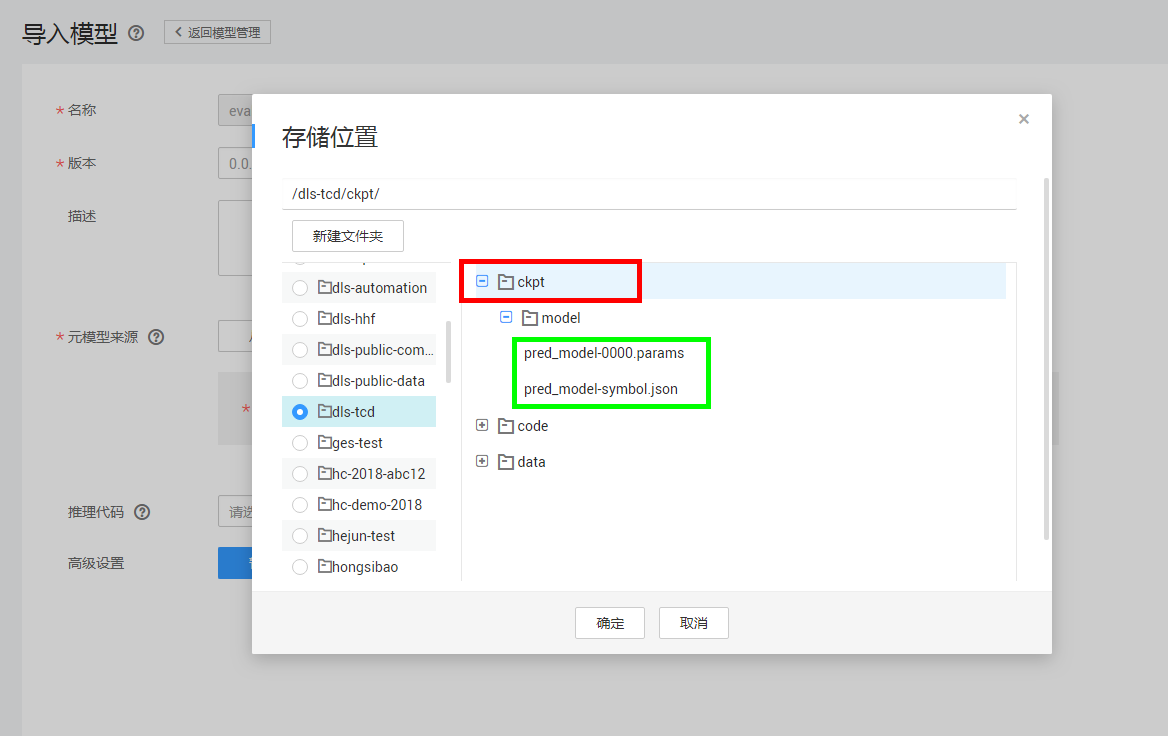 导入模型 ? 返回模型管理
* 名称 eva
存储位置
* 版本 0.0.
/dls-tcd/ckpt/
描述
新建文件夹
dls-automation
dls-hhf
dls-public-com...
dls-public-data
dls-tcd
ges-test
hc-2018-abc12
hc-demo-2018
hejun-test
hongsibao
ckpt
model
pred_model-0000.params
pred_model-symbol.json
code
data
* 元模型来源 ?
*
推理代码 ? 请选
高级设置
确定 取消